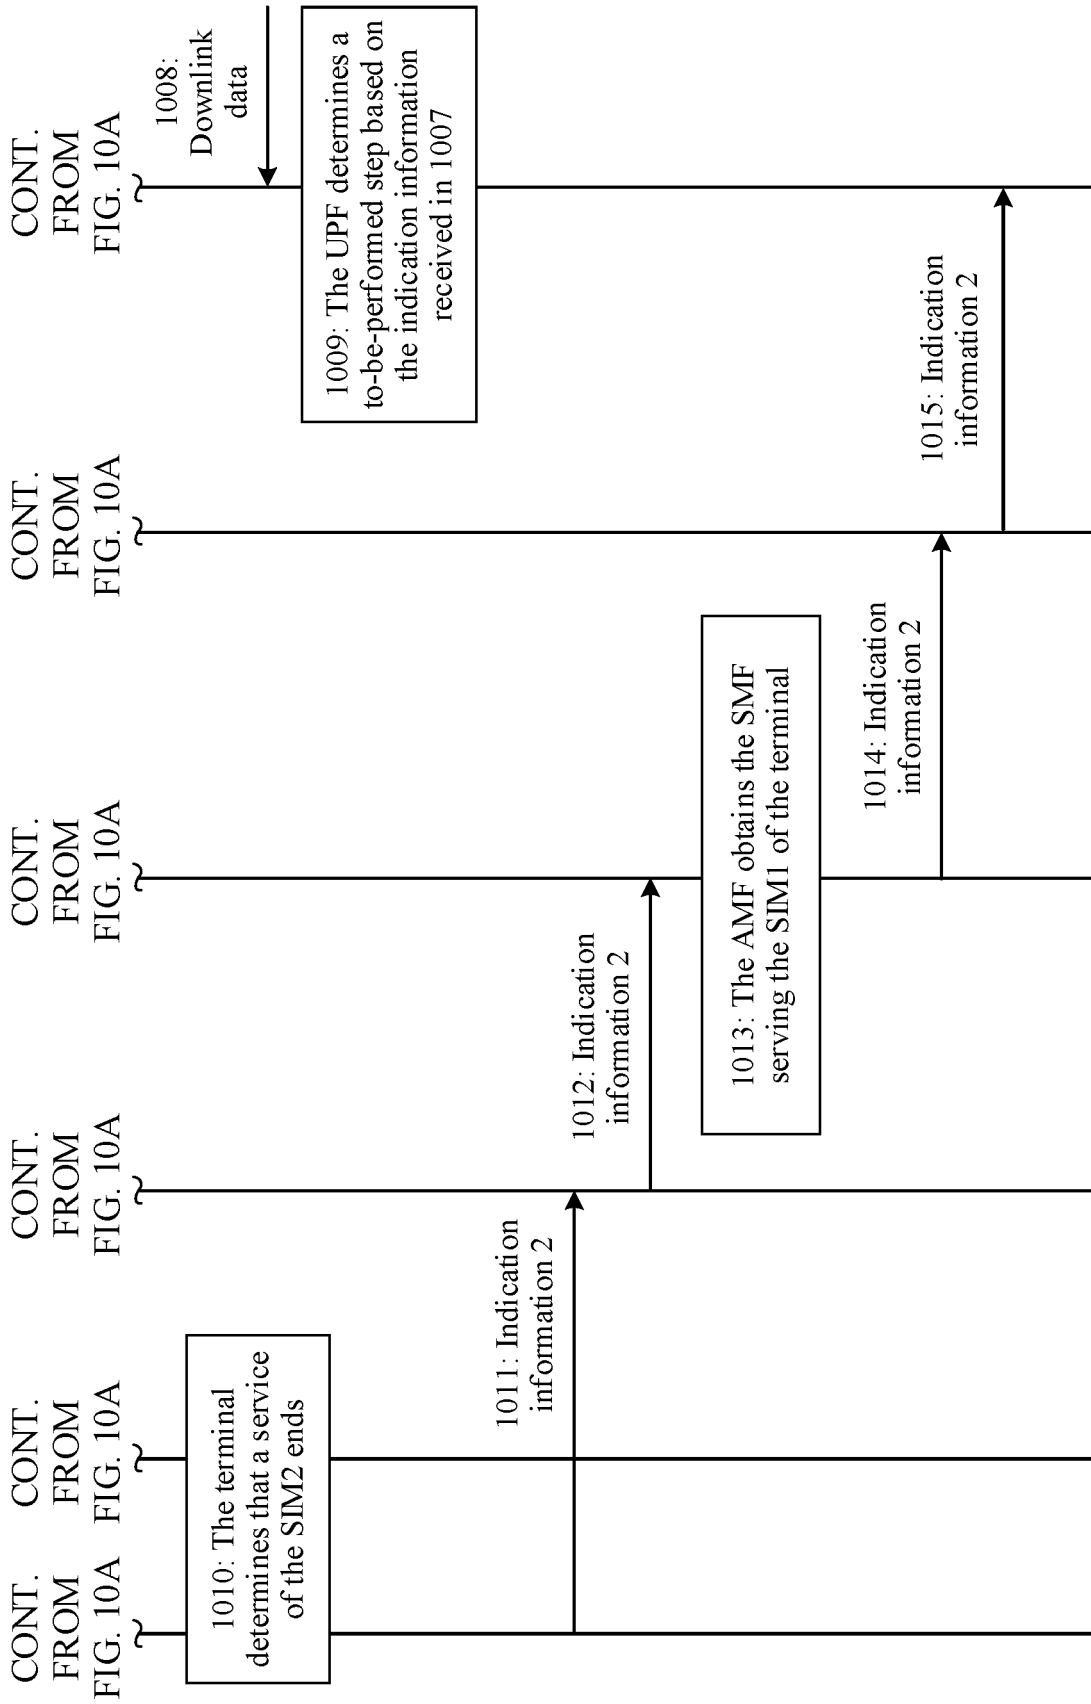 CONT.
FROM
FIG. 10A
CONT.
FROM
FIG. 10A
CONT.
FROM
FIG. 10A
CONT.
FROM
FIG. 10A
CONT.
FROM
FIG. 10A
CONT.
FROM
FIG. 10A
1008:
Downlink
data
1009: The UPF determines a
to-be-performed step based on
the indication information
received in 1007
1010: The terminal
determines that a service
of the SIM2 ends
1011: Indication
information 2
1012: Indication
information 2
1013: The AMF obtains the SMF
serving the SIM1 of the terminal
1014: Indication
information 2
1015: Indication
information 2